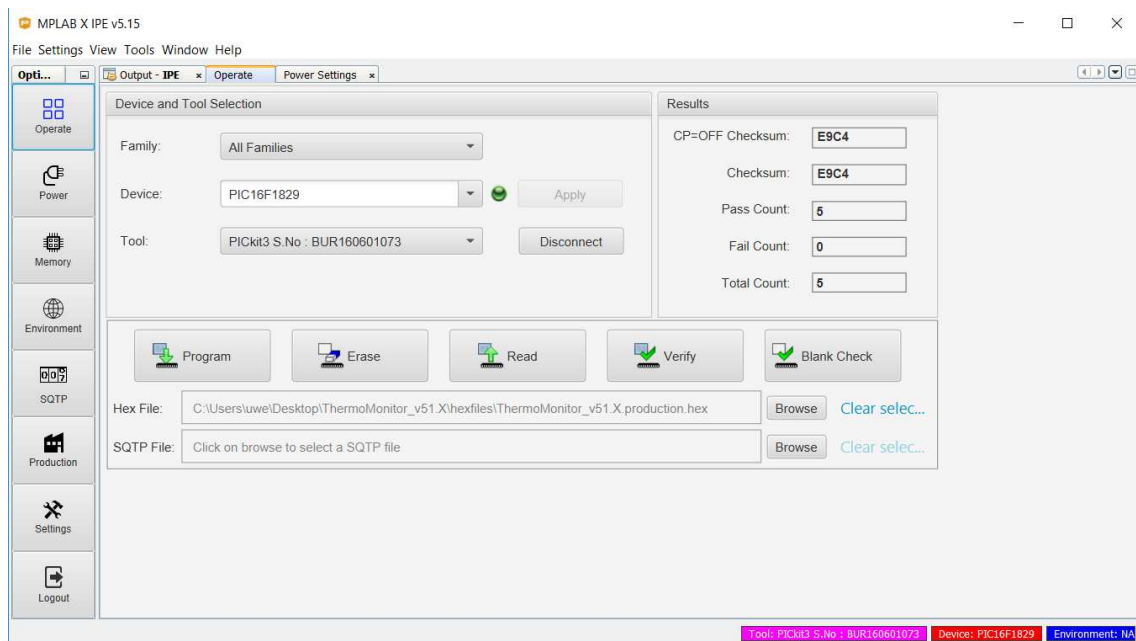 MPLAB X IPE v5.15
File Settings View Tools Window Help
Opti...
Output - IPE
Operate
Power Settings
Operate
Power
Memory
Environment
SQTP
Production
Settings
Logout
Device and Tool Selection
Family: All Families
Device: PIC16F1829 Apply
Tool: PICkit3 S.No : BUR160601073 Disconnect
Results
CP=OFF Checksum: E9C4
Checksum: E9C4
Pass Count: 5
Fail Count: 0
Total Count: 5
Program Erase Read Verify Blank Check
Hex File: C:\Users\uwe\Desktop\ThermoMonitor_v51.X\hexfiles\ThermoMonitor_v51.X.production.hex Browse Clear selec...
SQTP File: Click on browse to select a SQTP file Browse Clear selec...
Tool: PICkit3 S.No : BUR160601073 Device: PIC16F1829 Environment: NA